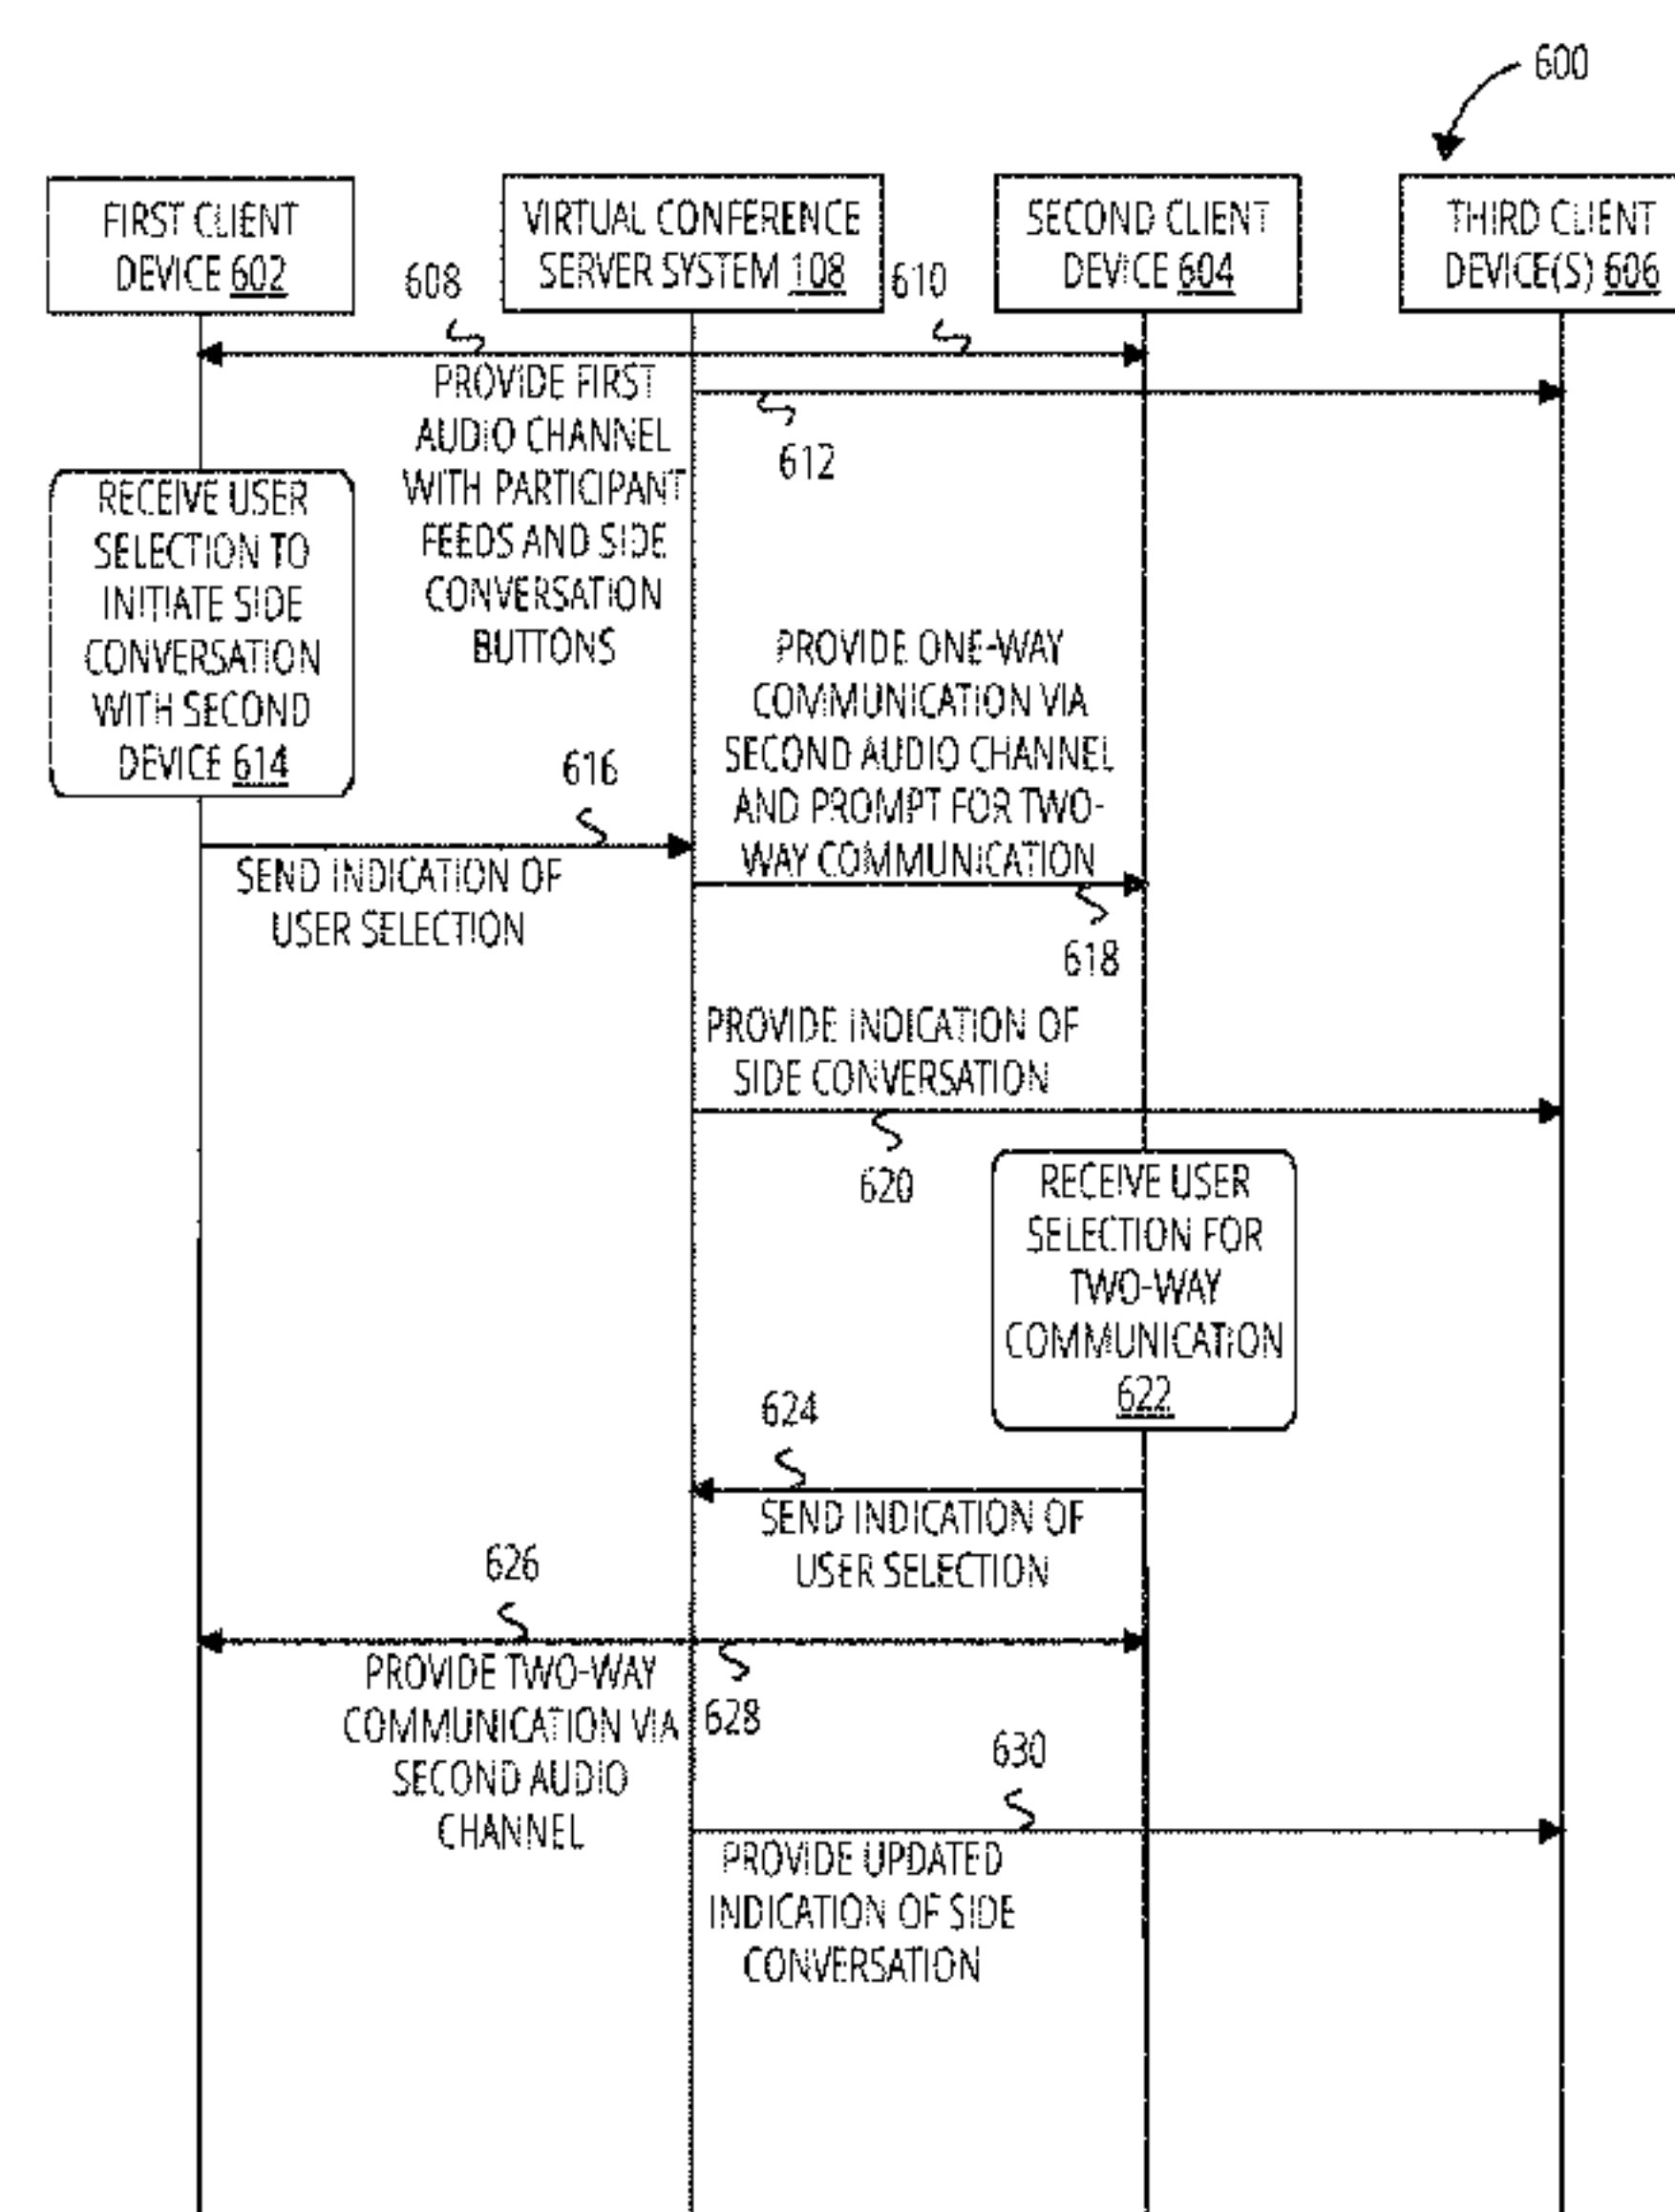 600
FIRST CLIENT
DEVICE 602
VIRTUAL CONFERENCE
SERVER SYSTEM 108
SECOND CLIENT
DEVICE 604
THIRD CLIENT
DEVICE(S) 606
608
610
PROVIDE FIRST
AUDIO CHANNEL
WITH PARTICIPANT
FEEDS AND SIDE
CONVERSATION
BUTTONS
612
RECEIVE USER
SELECTION TO
INITIATE SIDE
CONVERSATION
WITH SECOND
DEVICE 614
616
SEND INDICATION OF
USER SELECTION
PROVIDE ONE-WAY
COMMUNICATION VIA
SECOND AUDIO CHANNEL
AND PROMPT FOR TWO-
WAY COMMUNICATION
618
PROVIDE INDICATION OF
SIDE CONVERSATION
620
RECEIVE USER
SELECTION FOR
TWO-WAY
COMMUNICATION
622
624
SEND INDICATION OF
USER SELECTION
626
PROVIDE TWO-WAY
COMMUNICATION VIA
SECOND AUDIO
CHANNEL
628
630
PROVIDE UPDATED
INDICATION OF SIDE
CONVERSATION